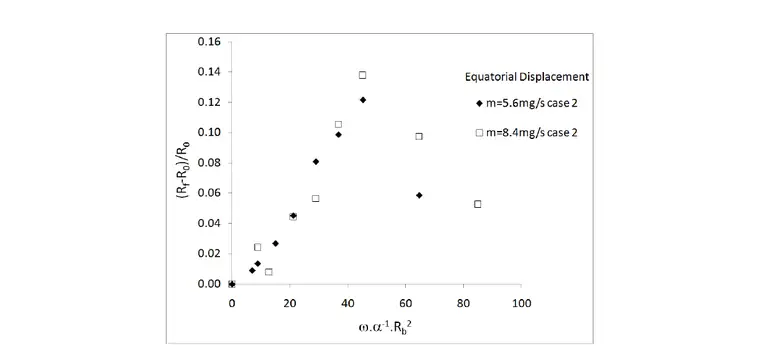 0.16
0.14
0.12
0.10
0.08
0.06
0.04
0.02
0.00
(Rf-R0)/R0
0 20 40 60 80 100
ω.α-1.Rb2
Equatorial Displacement
m=5.6mg/s case 2
m=8.4mg/s case 2